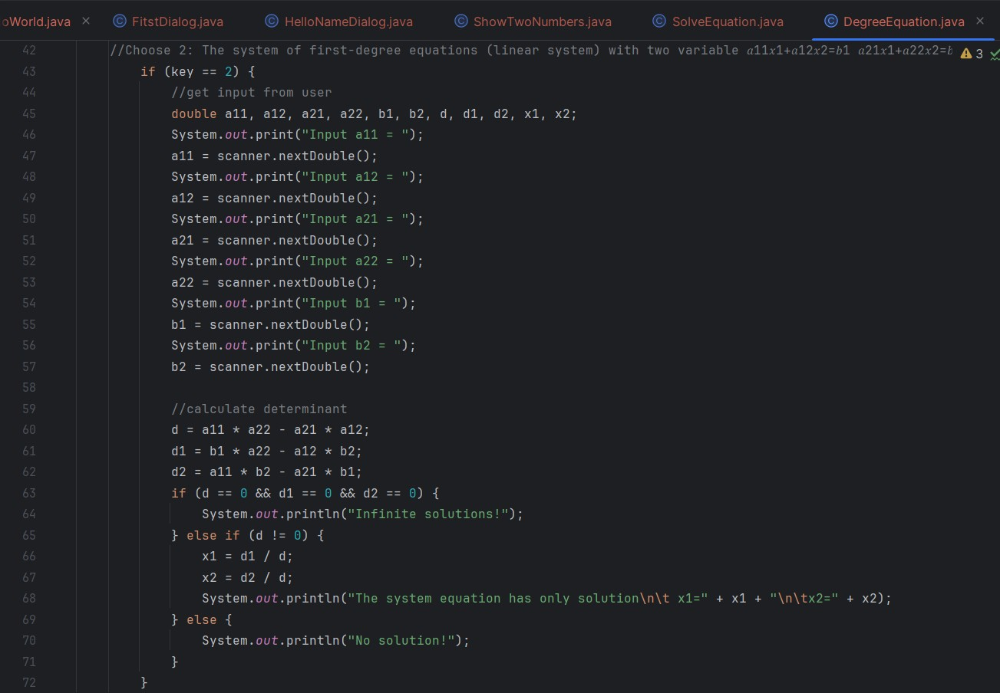 oWorld.java FitstDialog.java HelloNameDialog.java ShowTwoNumbers.java SolveEquation.java DegreeEquation.java
42 //Choose 2: The system of first-degree equations (linear system) with two variable 𝑎11𝑥1+𝑎12𝑥2=𝑏1 𝑎21𝑥1+𝑎22𝑥2=𝑏 3
43 if (key == 2) {
44 //get input from user
45 double a11, a12, a21, a22, b1, b2, d, d1, d2, x1, x2;
46 System.out.print("Input a11 = ");
47 a11 = scanner.nextDouble();
48 System.out.print("Input a12 = ");
49 a12 = scanner.nextDouble();
50 System.out.print("Input a21 = ");
51 a21 = scanner.nextDouble();
52 System.out.print("Input a22 = ");
53 a22 = scanner.nextDouble();
54 System.out.print("Input b1 = ");
55 b1 = scanner.nextDouble();
56 System.out.print("Input b2 = ");
57 b2 = scanner.nextDouble();
58
59 //calculate determinant
60 d = a11 * a22 - a21 * a12;
61 d1 = b1 * a22 - a12 * b2;
62 d2 = a11 * b2 - a21 * b1;
63 if (d == 0 && d1 == 0 && d2 == 0) {
64 System.out.println("Infinite solutions!");
65 } else if (d != 0) {
66 x1 = d1 / d;
67 x2 = d2 / d;
68 System.out.println("The system equation has only solution\n\t x1=" + x1 + "\n\tx2=" + x2);
69 } else {
70 System.out.println("No solution!");
71 }
72 }